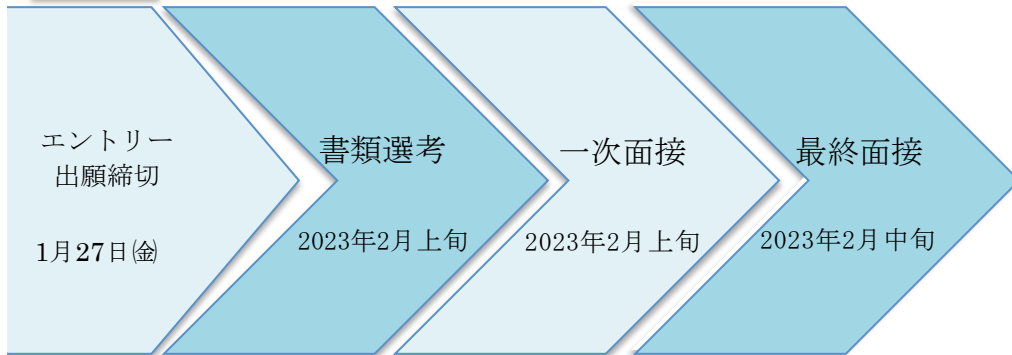 エントリー
出願締切
1月27日㈮
書類選考
2023年2月上旬
一次面接
2023年2月上旬
最終面接
2023年2月中旬